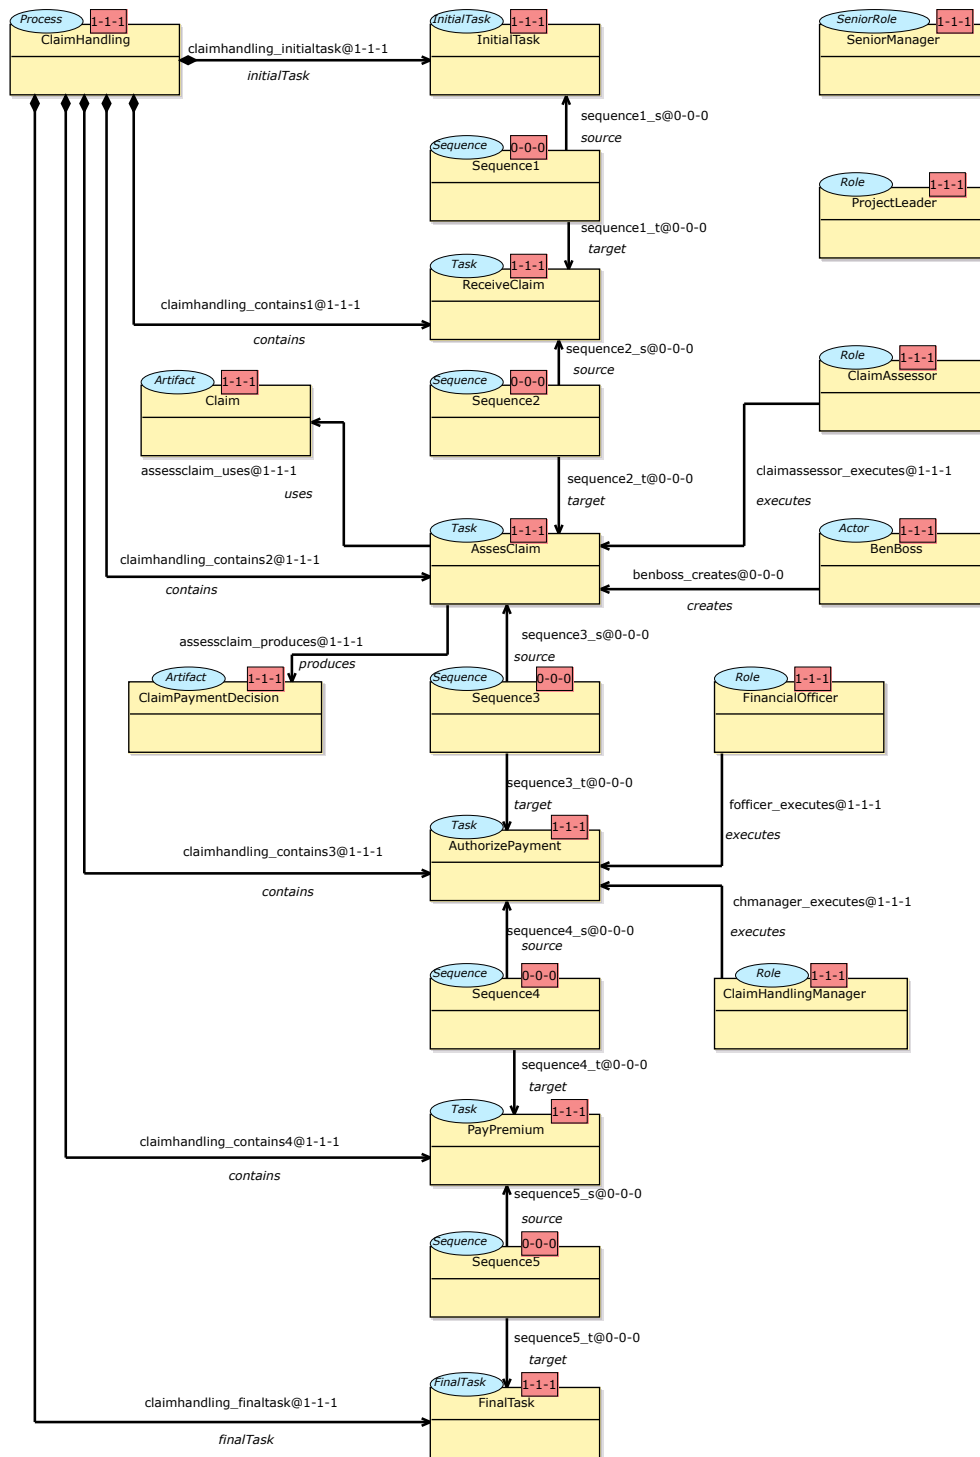 Process 1-1-1
ClaimHandling
claimhandling_initialtask@1-1-1
initialTask
InitialTask 1-1-1
InitialTask
SeniorRole 1-1-1
SeniorManager
sequence1_s@0-0-0
source
Sequence 0-0-0
Sequence1
Role 1-1-1
ProjectLeader
sequence1_t@0-0-0
target
Task 1-1-1
ReceiveClaim
claimhandling_contains1@1-1-1
contains
sequence2_s@0-0-0
source
Artifact 1-1-1
Claim
Sequence 0-0-0
Sequence2
Role 1-1-1
ClaimAssessor
assessclaim_uses@1-1-1
uses
sequence2_t@0-0-0
target
claimassessor_executes@1-1-1
executes
Task 1-1-1
AssesClaim
Actor 1-1-1
BenBoss
claimhandling_contains2@1-1-1
contains
benboss_creates@0-0-0
creates
assessclaim_produces@1-1-1
produces
sequence3_s@0-0-0
source
Artifact 1-1-1
ClaimPaymentDecision
Sequence 0-0-0
Sequence3
Role 1-1-1
FinancialOfficer
sequence3_t@0-0-0
target
fofficer_executes@1-1-1
executes
Task 1-1-1
AuthorizePayment
claimhandling_contains3@1-1-1
contains
chmanager_executes@1-1-1
executes
sequence4_s@0-0-0
source
Sequence 0-0-0
Sequence4
Role 1-1-1
ClaimHandlingManager
sequence4_t@0-0-0
target
Task 1-1-1
PayPremium
claimhandling_contains4@1-1-1
contains
sequence5_s@0-0-0
source
Sequence 0-0-0
Sequence5
sequence5_t@0-0-0
target
FinalTask 1-1-1
FinalTask
claimhandling_finaltask@1-1-1
finalTask